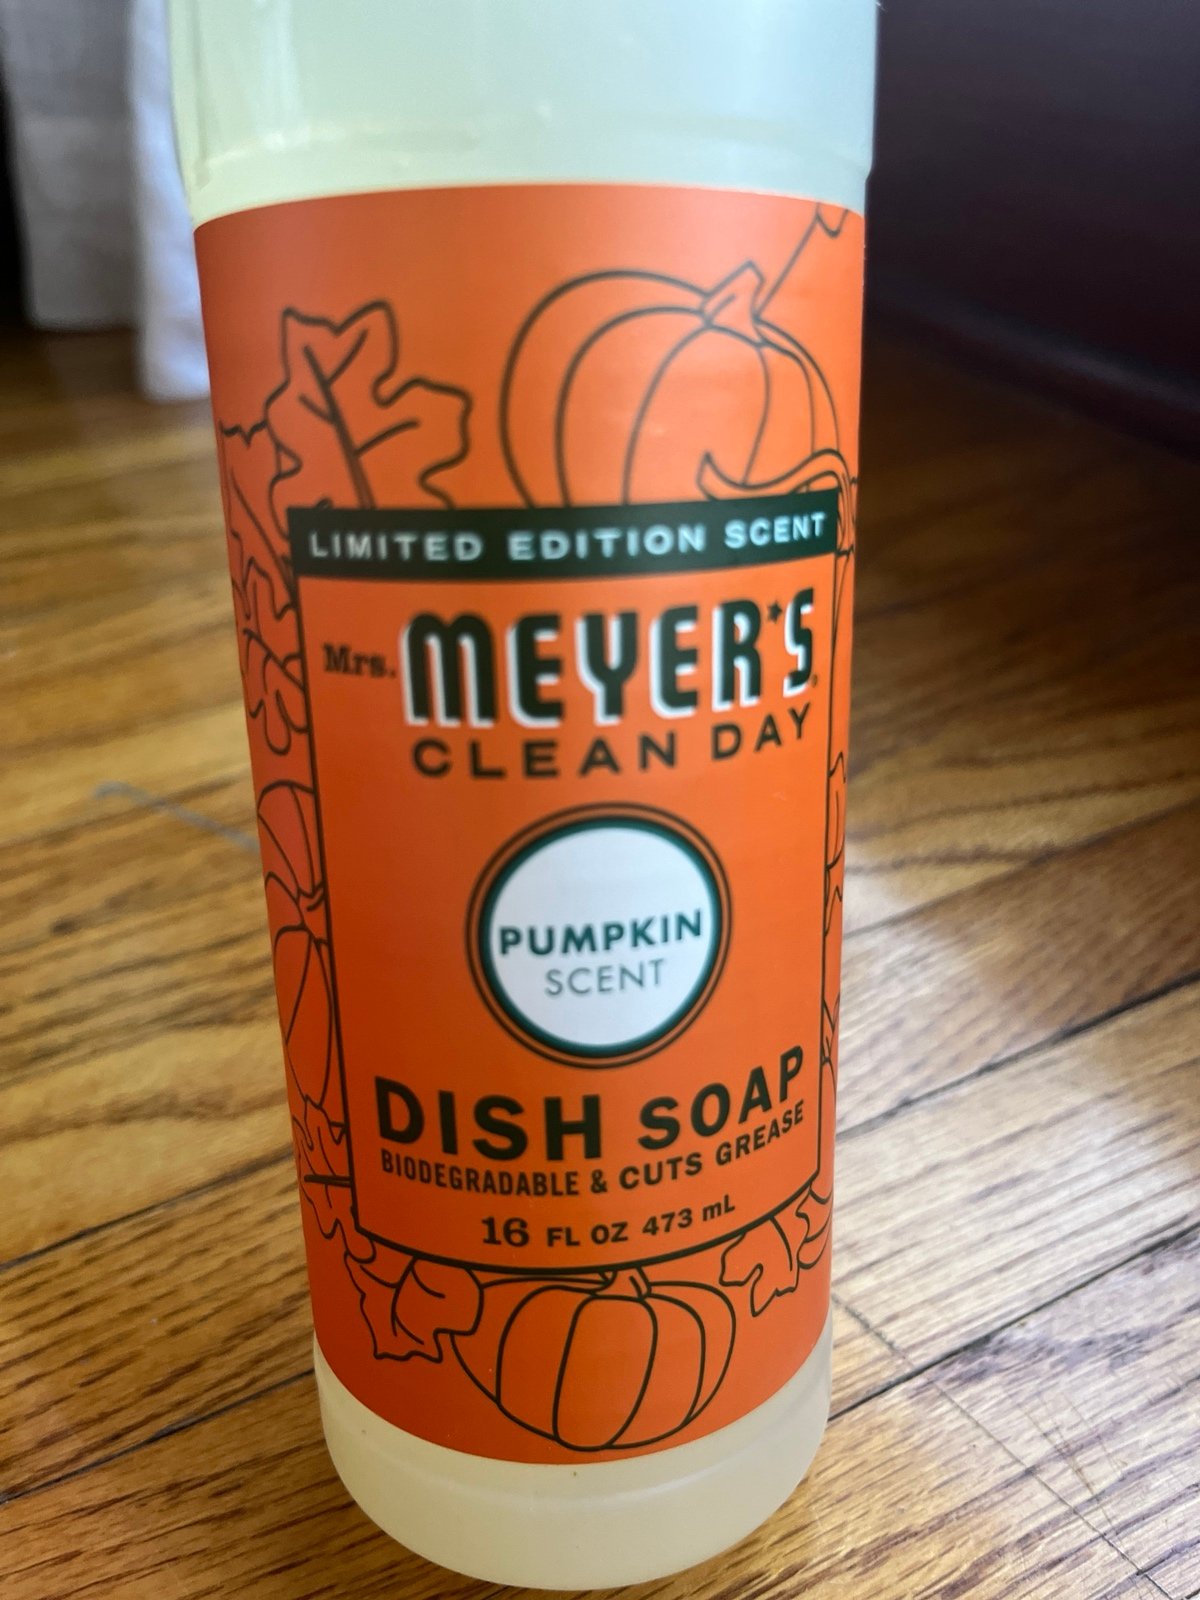 LIMITED EDITION SCENT
Mrs. MEYER'S
CLEAN DAY
PUMPKIN
SCENT
DISH SOAP
BIODEGRADABLE & CUTS GREASE
16 FL OZ 473 mL